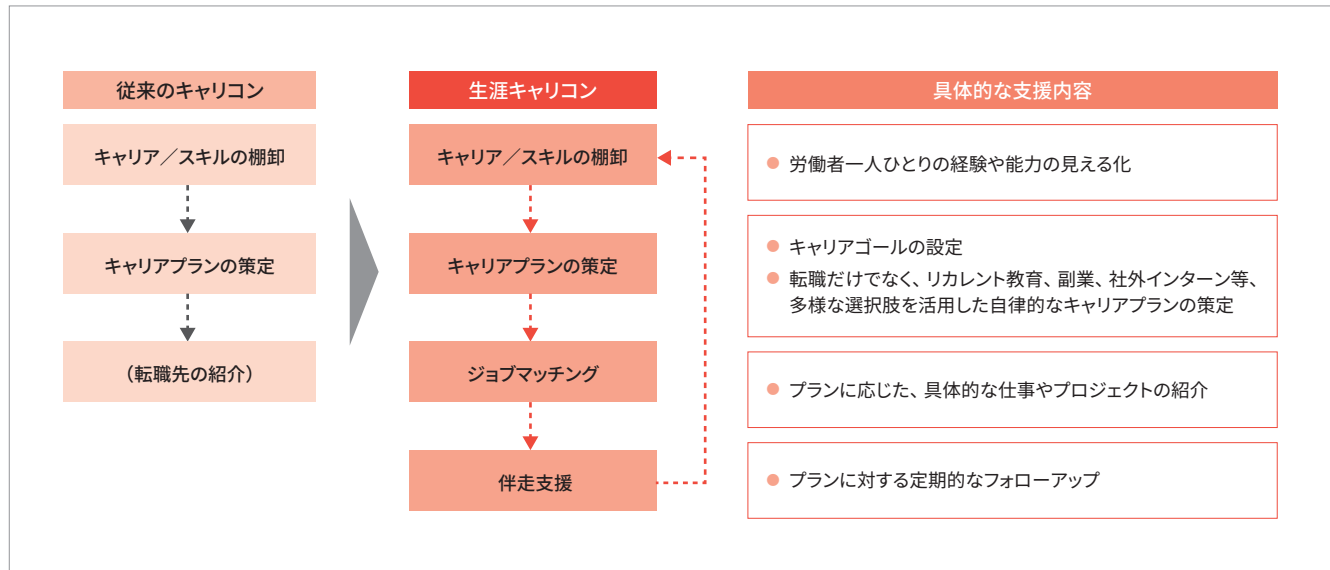 従来のキャリコン
キャリア／スキルの棚卸
キャリアプランの策定
（転職先の紹介）
生涯キャリコン
キャリア／スキルの棚卸
キャリアプランの策定
ジョブマッチング
伴走支援
具体的な支援内容
● 労働者一人ひとりの経験や能力の見える化
● キャリアゴールの設定
● 転職だけでなく、リカレント教育、副業、社外インターン等、
多様な選択肢を活用した自律的なキャリアプランの策定
● プランに応じた、具体的な仕事やプロジェクトの紹介
● プランに対する定期的なフォローアップ